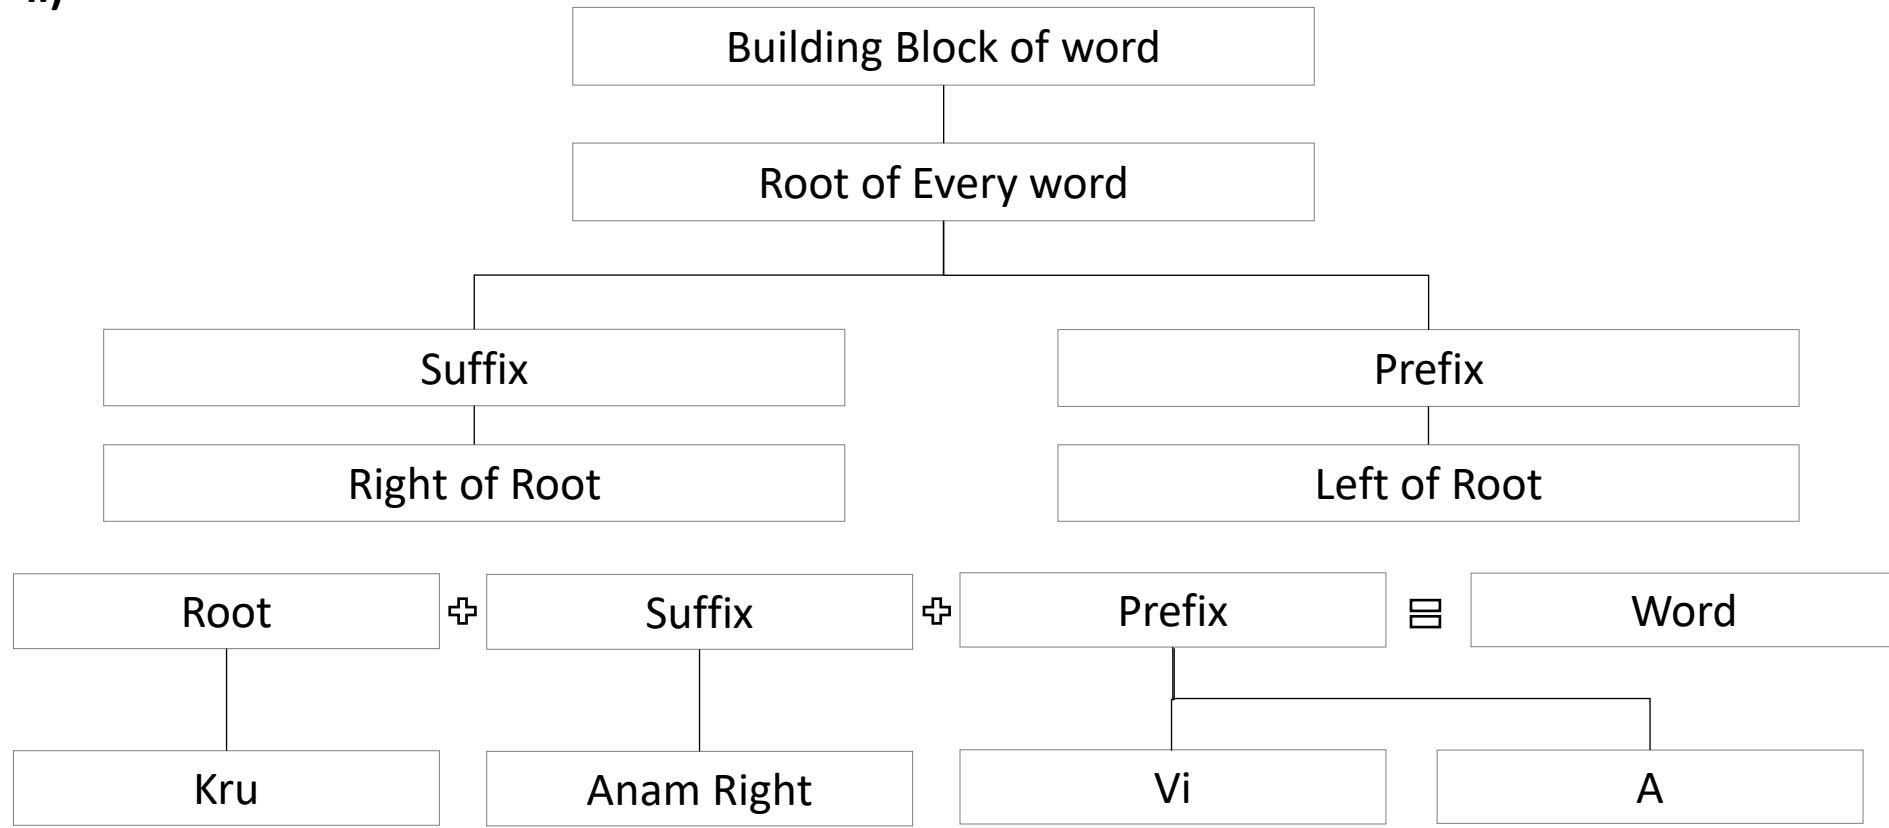 Building Block of word
Root of Every word
Suffix
Prefix
Right of Root
Left of Root
Root + Suffix + Prefix = Word
Kru
Anam Right
Vi
A